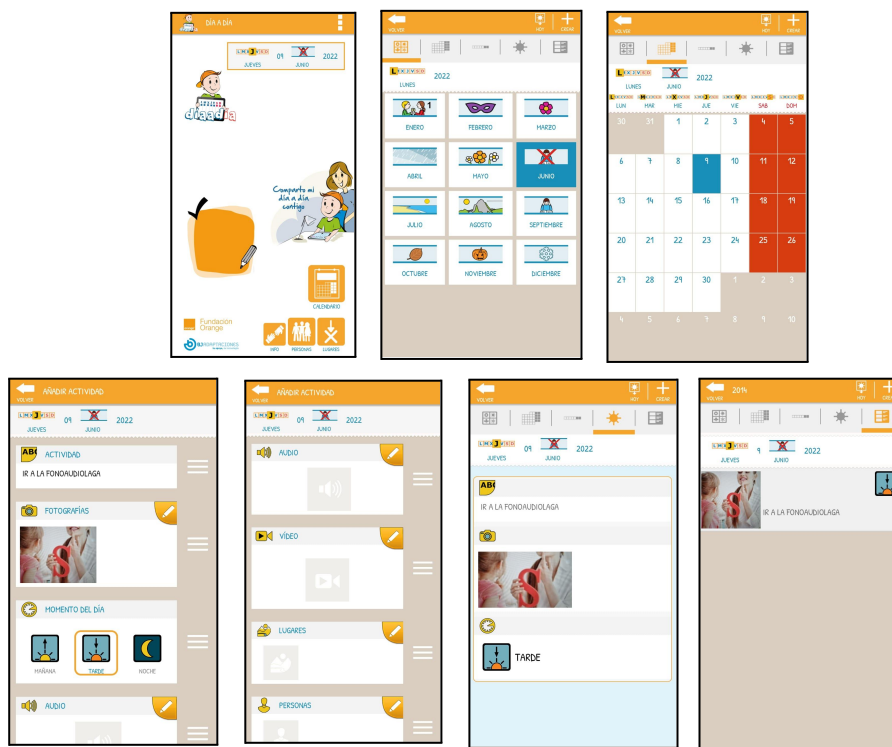 DÍA A DÍA
L M X J V S D
09
2022
JUEVES
JUNIO
díaadía
Comparto mi
día a día
contigo
CALENDARIO
Fundación
Orange
INFO
PERSONAS
LUGARES
VOLVER
HOY
CREAR
2022
LUNES
1
ENERO
FEBRERO
MARZO
ABRIL
MAYO
JUNIO
JULIO
AGOSTO
SEPTIEMBRE
OCTUBRE
NOVIEMBRE
DICIEMBRE
VOLVER
HOY
CREAR
2022
LUNES
JUNIO
LUN MAR MIE JUE VIE SAB DOM
30 31 1 2 3 4 5
6 7 8 9 10 11 12
13 14 15 16 17 18 19
20 21 22 23 24 25 26
27 28 29 30 1 2 3
4 5 6 7 8 9 10
AÑADIR ACTIVIDAD
VOLVER
L M X J V S D
09
2022
JUEVES
JUNIO
ABC
ACTIVIDAD
IR A LA FONOAUDIOLAGA
FOTOGRAFÍAS
MOMENTO DEL DÍA
MAÑANA
TARDE
NOCHE
AUDIO
AÑADIR ACTIVIDAD
VOLVER
L M X J V S D
09
2022
JUEVES
JUNIO
AUDIO
VÍDEO
LUGARES
PERSONAS
VOLVER
HOY
CREAR
L M X J V S D
09
2022
JUEVES
JUNIO
ABC
IR A LA FONOAUDIOLAGA
TARDE
2014
VOLVER
HOY
L M X J V S D
9
2022
JUEVES
JUNIO
IR A LA FONOAUDIOLAGA